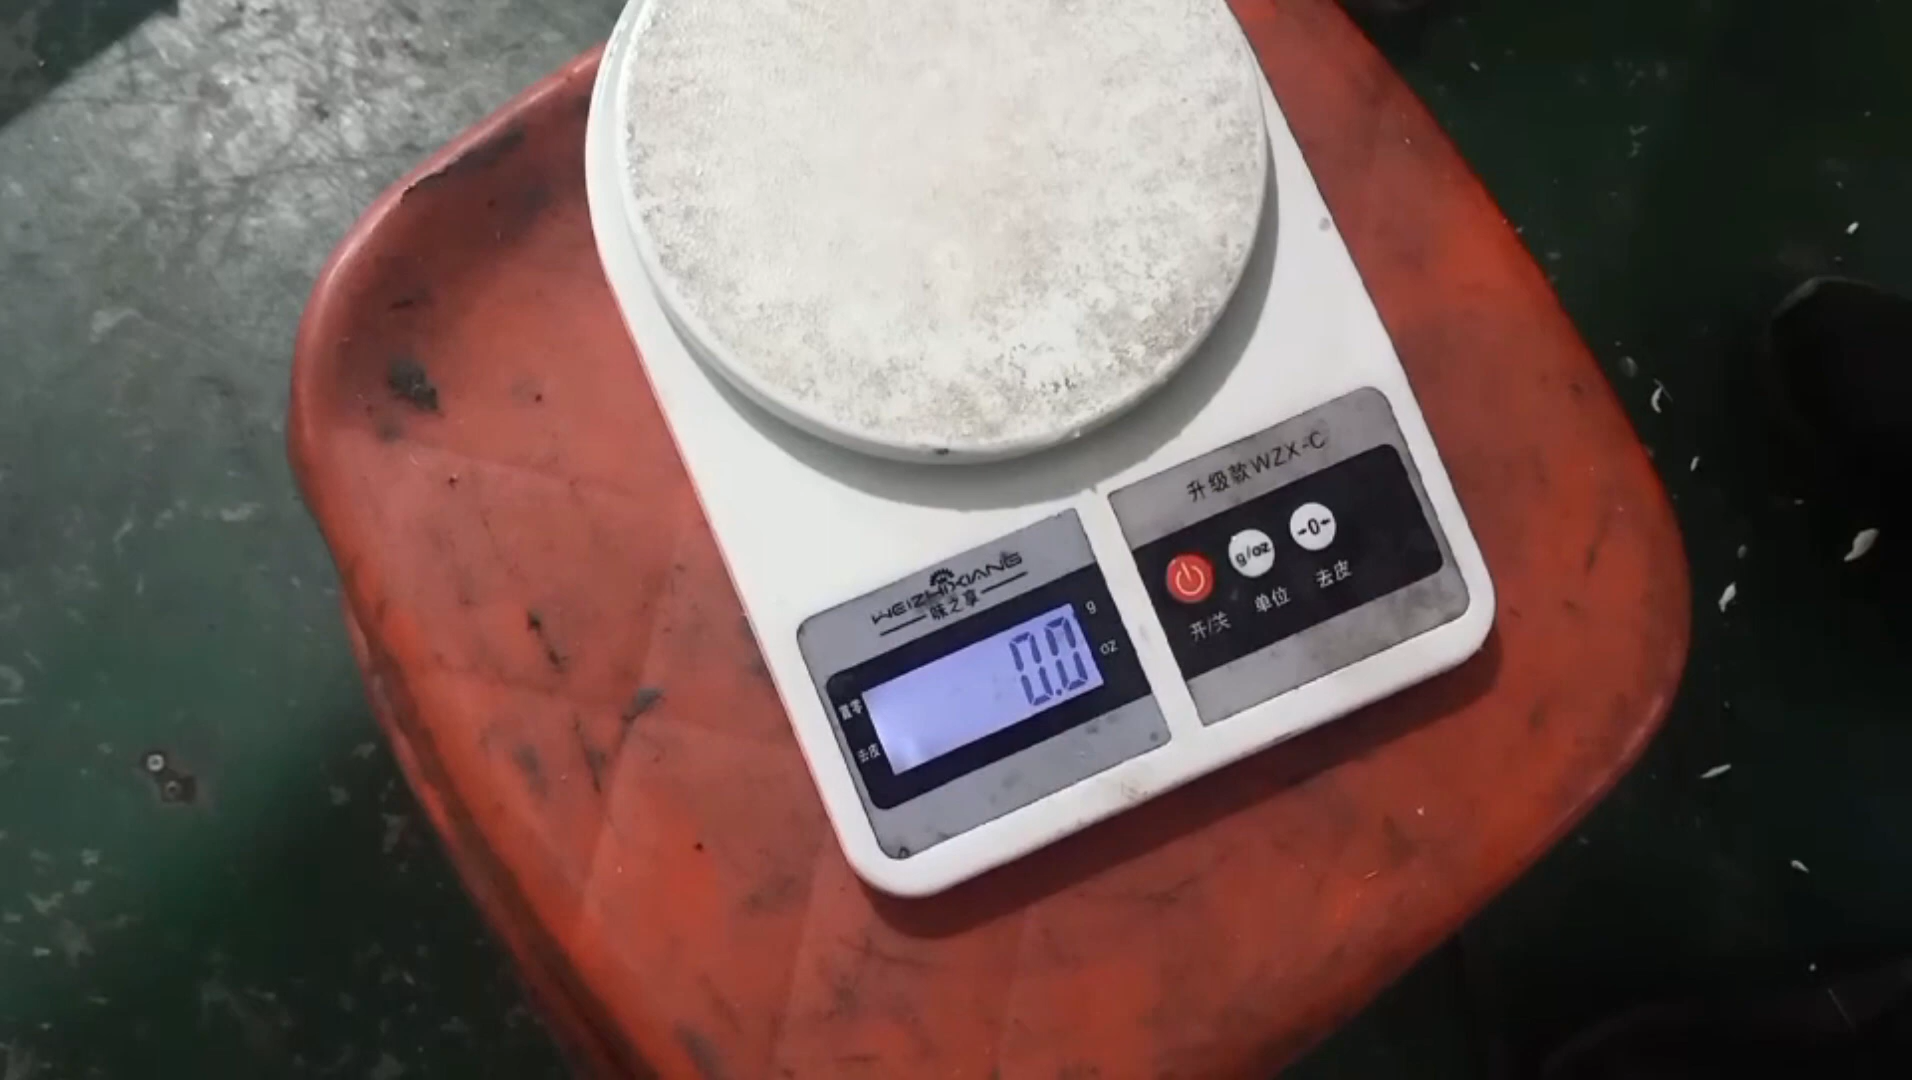 升级款WZX-C
g/oz
-0-
开/关
单位
去皮
WEIZHIXIANG
味之享
0.0
g
oz
置零
去皮